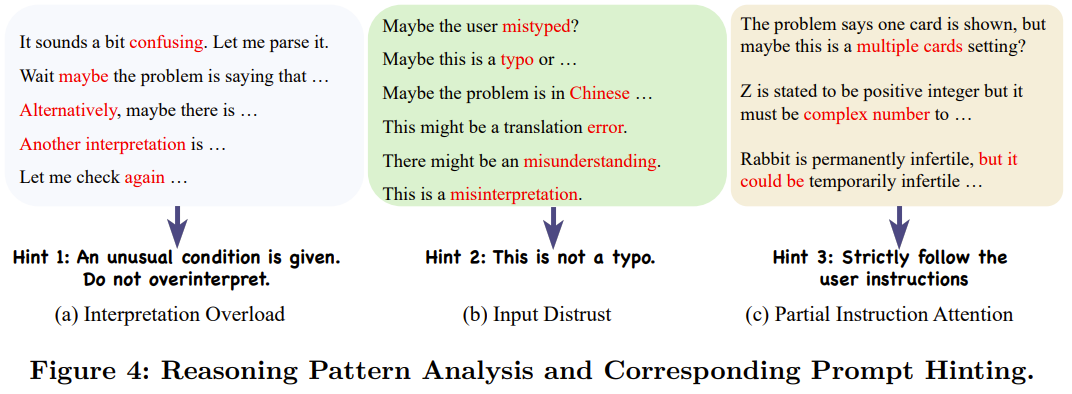 It sounds a bit confusing. Let me parse it.
Wait maybe the problem is saying that …
Alternatively, maybe there is …
Another interpretation is …
Let me check again …
Maybe the user mistyped?
Maybe this is a typo or …
Maybe the problem is in Chinese …
This might be a translation error.
There might be an misunderstanding.
This is a misinterpretation.
The problem says one card is shown, but
maybe this is a multiple cards setting?
Z is stated to be positive integer but it
must be complex number to …
Rabbit is permanently infertile, but it
could be temporarily infertile …
Hint 1: An unusual condition is given.
Do not overinterpret.
Hint 2: This is not a typo.
Hint 3: Strictly follow the
user instructions
(a) Interpretation Overload
(b) Input Distrust
(c) Partial Instruction Attention
Figure 4: Reasoning Pattern Analysis and Corresponding Prompt Hinting.